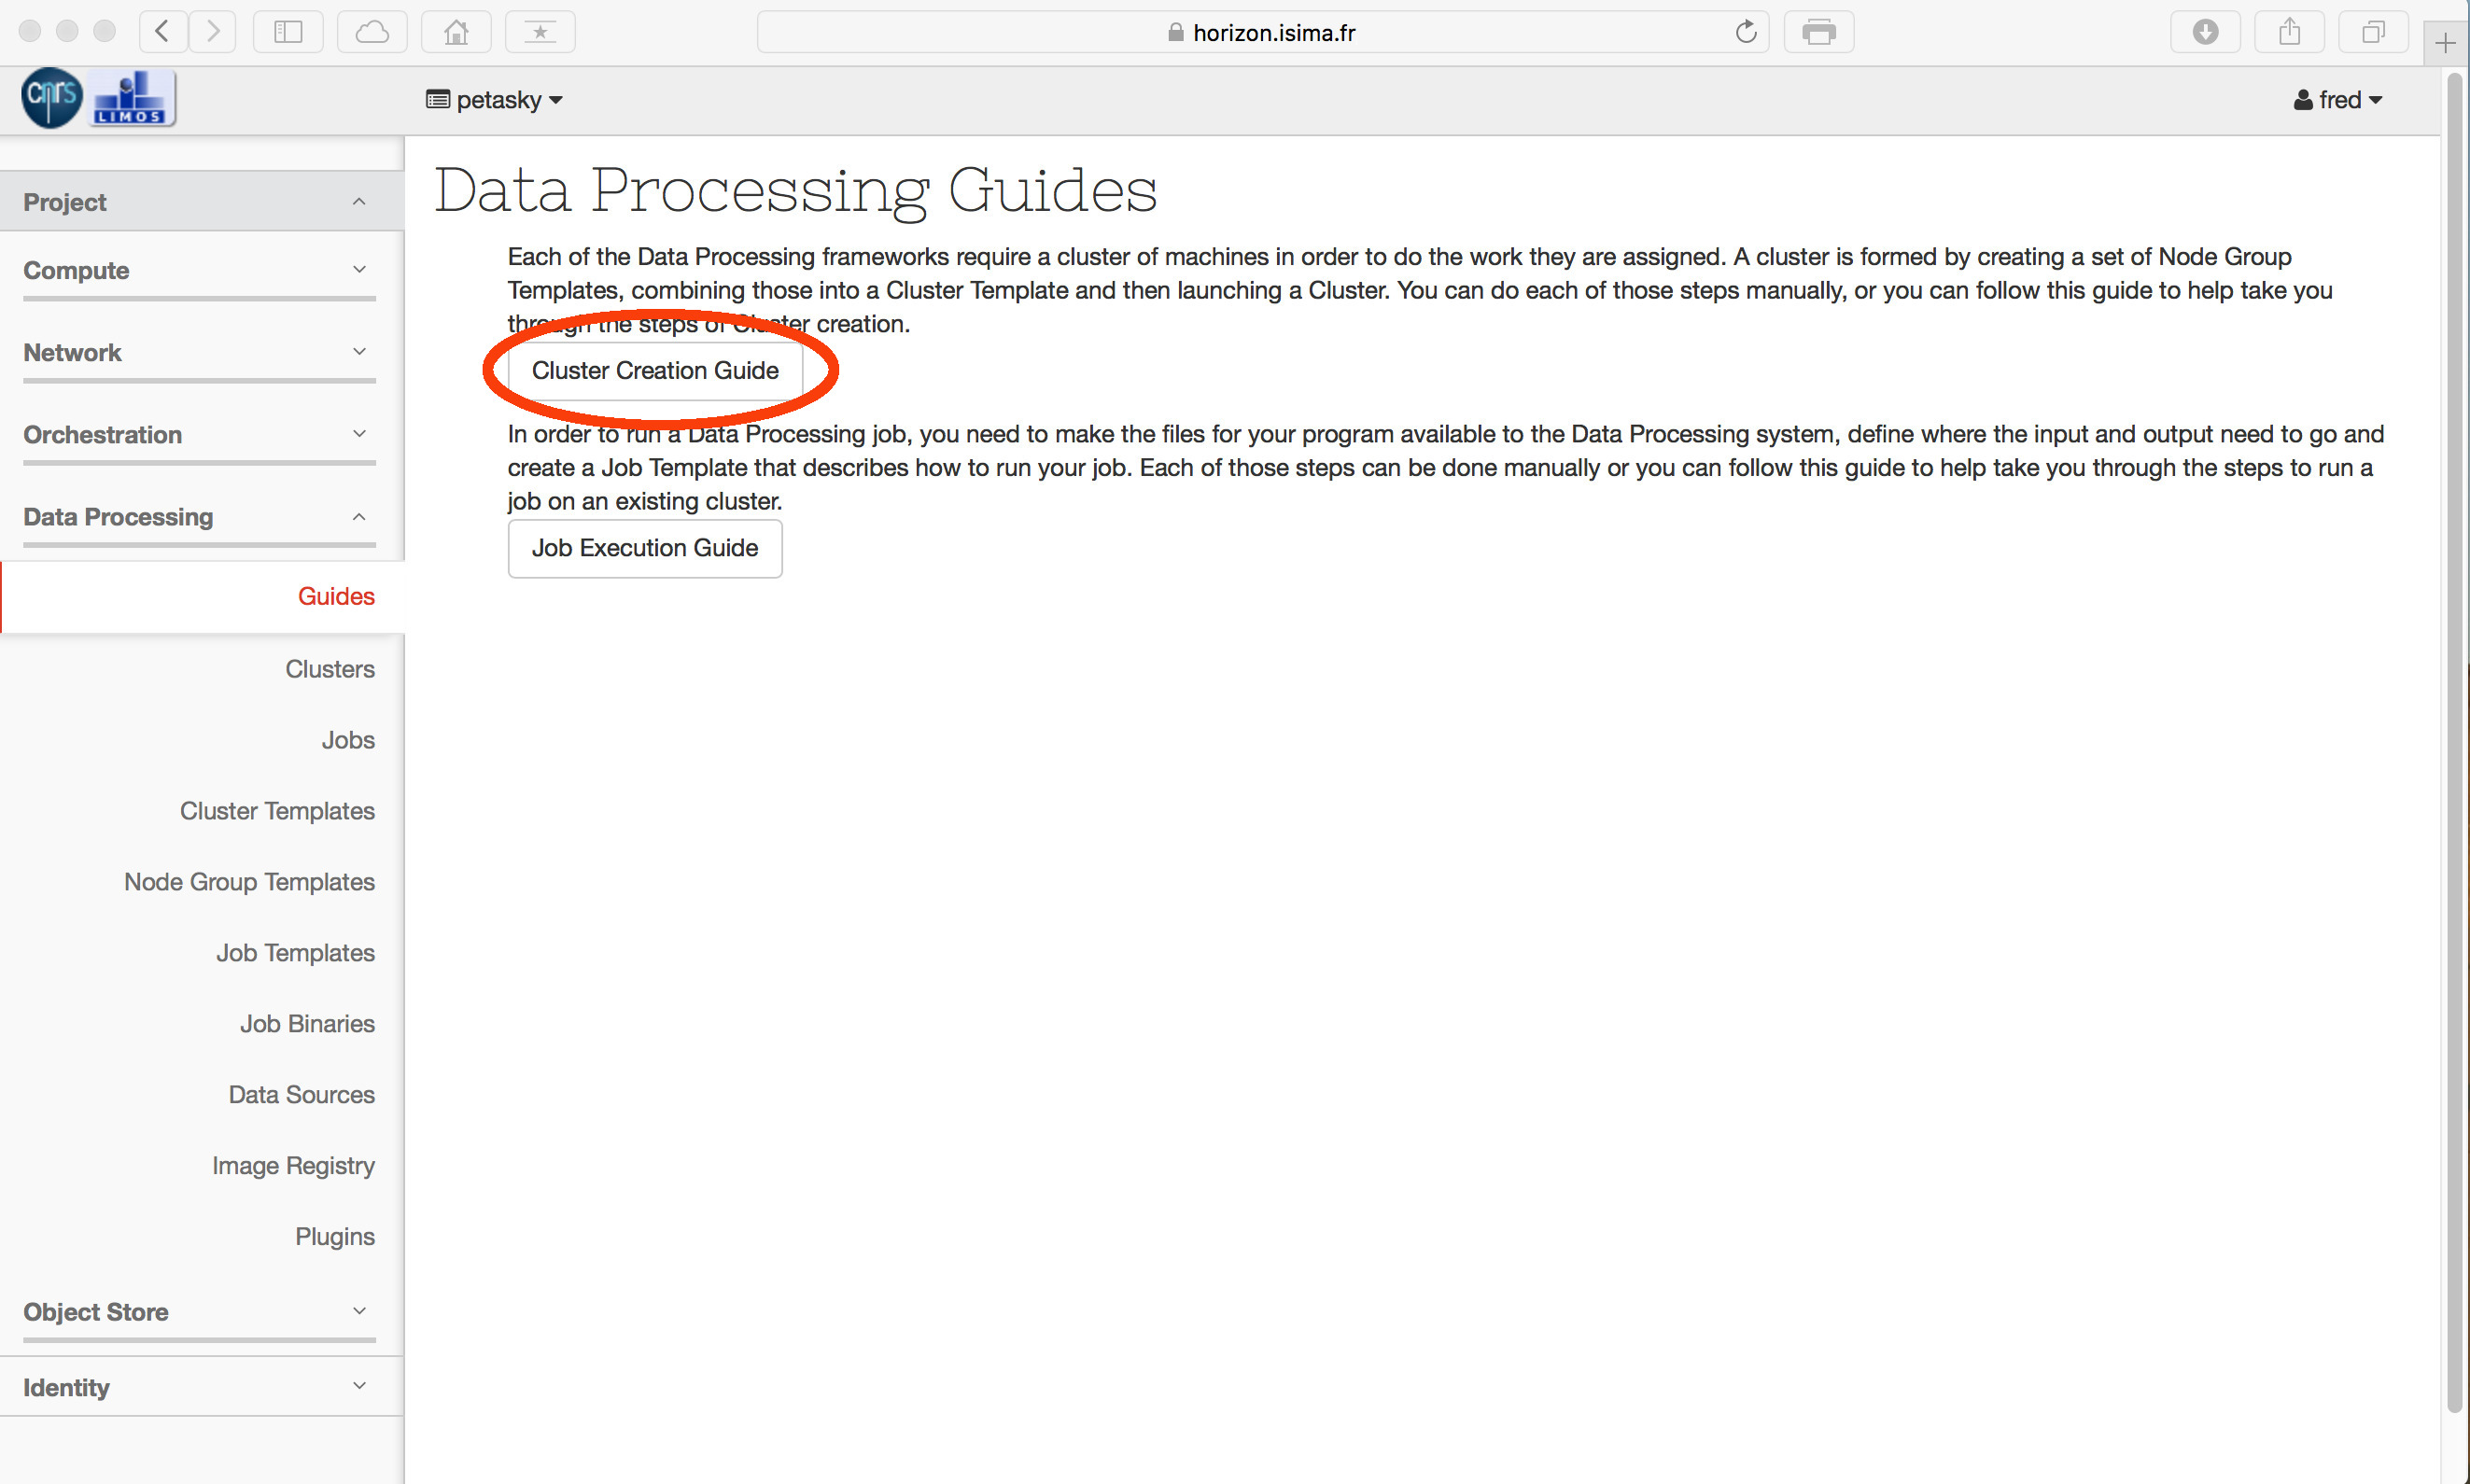 horizon.isima.fr
cnrs
LIMOS
petasky
fred
Project
Compute
Network
Orchestration
Data Processing
Guides
Clusters
Jobs
Cluster Templates
Node Group Templates
Job Templates
Job Binaries
Data Sources
Image Registry
Plugins
Object Store
Identity
Data Processing Guides
Each of the Data Processing frameworks require a cluster of machines in order to do the work they are assigned. A cluster is formed by creating a set of Node Group
Templates, combining those into a Cluster Template and then launching a Cluster. You can do each of those steps manually, or you can follow this guide to help take you
through the steps of Cluster creation.
Cluster Creation Guide
In order to run a Data Processing job, you need to make the files for your program available to the Data Processing system, define where the input and output need to go and
create a Job Template that describes how to run your job. Each of those steps can be done manually or you can follow this guide to help take you through the steps to run a
job on an existing cluster.
Job Execution Guide